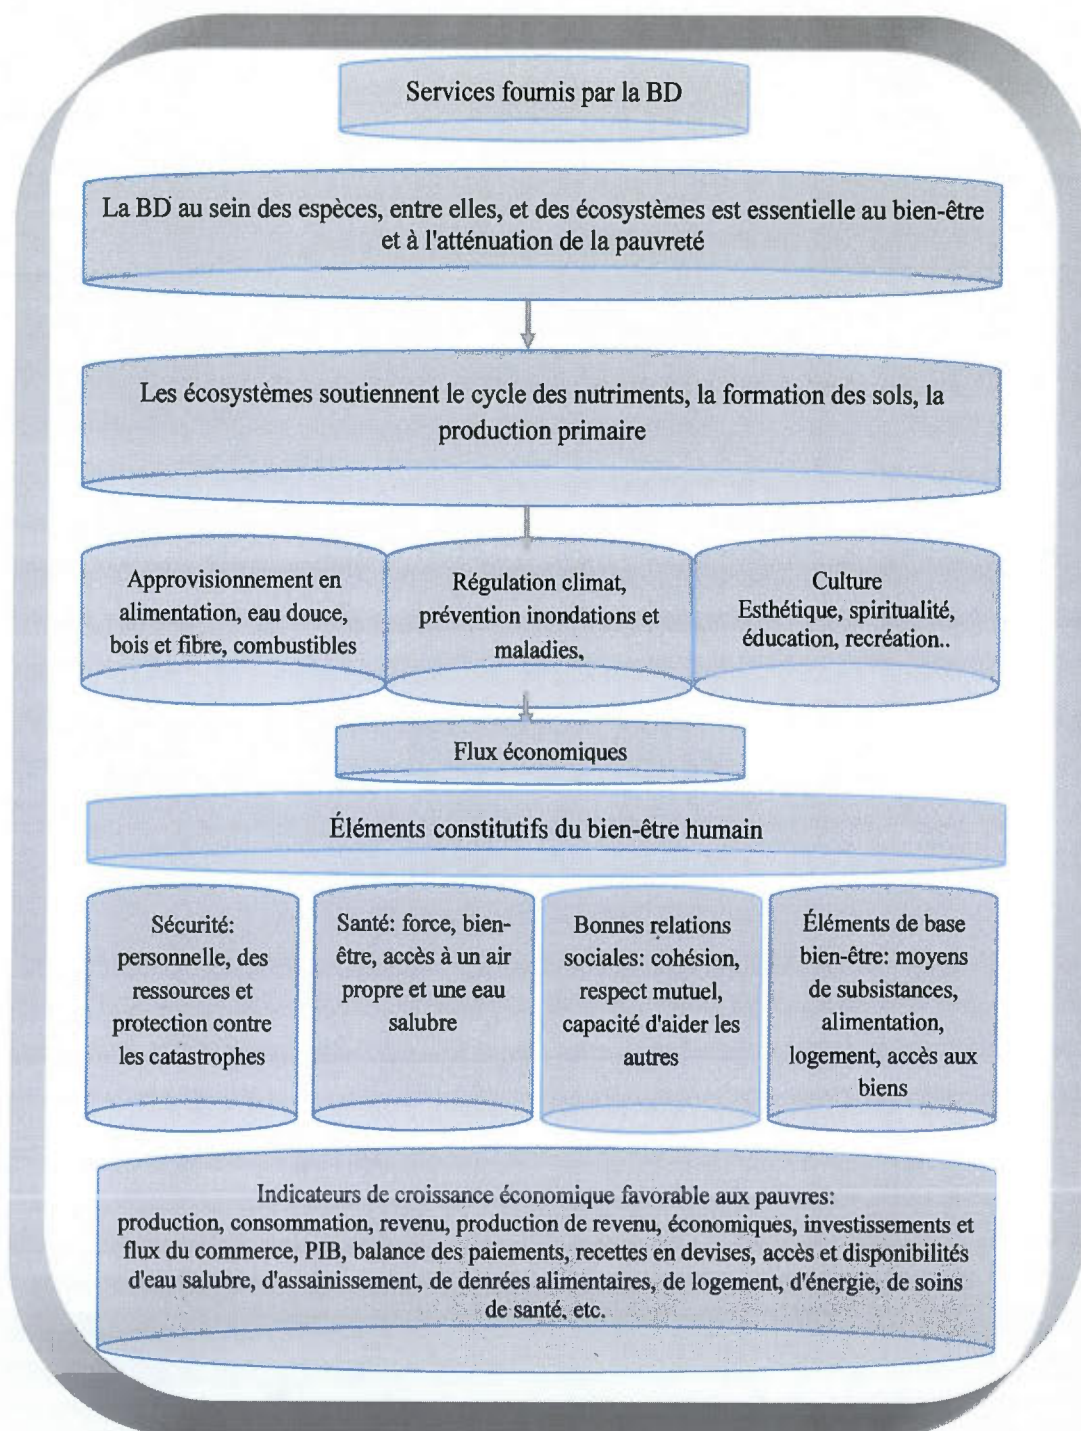 Services fournis par la BD
La BD au sein des espèces, entre elles, et des écosystèmes est essentielle au bien-être
et à l'atténuation de la pauvreté
Les écosystèmes soutiennent le cycle des nutriments, la formation des sols, la
production primaire
Approvisionnement en
alimentation, eau douce,
bois et fibre, combustibles
Régulation climat,
prévention inondations et
maladies,
Culture
Esthétique, spiritualité,
éducation, recréation..
Flux économiques
Éléments constitutifs du bien-être humain
Sécurité:
personnelle, des
ressources et
protection contre
les catastrophes
Santé: force, bien-
être, accès à un air
propre et une eau
salubre
Bonnes relations
sociales: cohésion,
respect mutuel,
capacité d'aider les
autres
Éléments de base
bien-être: moyens
de subsistances,
alimentation,
logement, accès aux
biens
Indicateurs de croissance économique favorable aux pauvres:
production, consommation, revenu, production de revenu, économiques, investissements et
flux du commerce, PIB, balance des paiements, recettes en devises, accès et disponibilités
d'eau salubre, d'assainissement, de denrées alimentaires, de logement, d'énergie, de soins
de santé, etc.